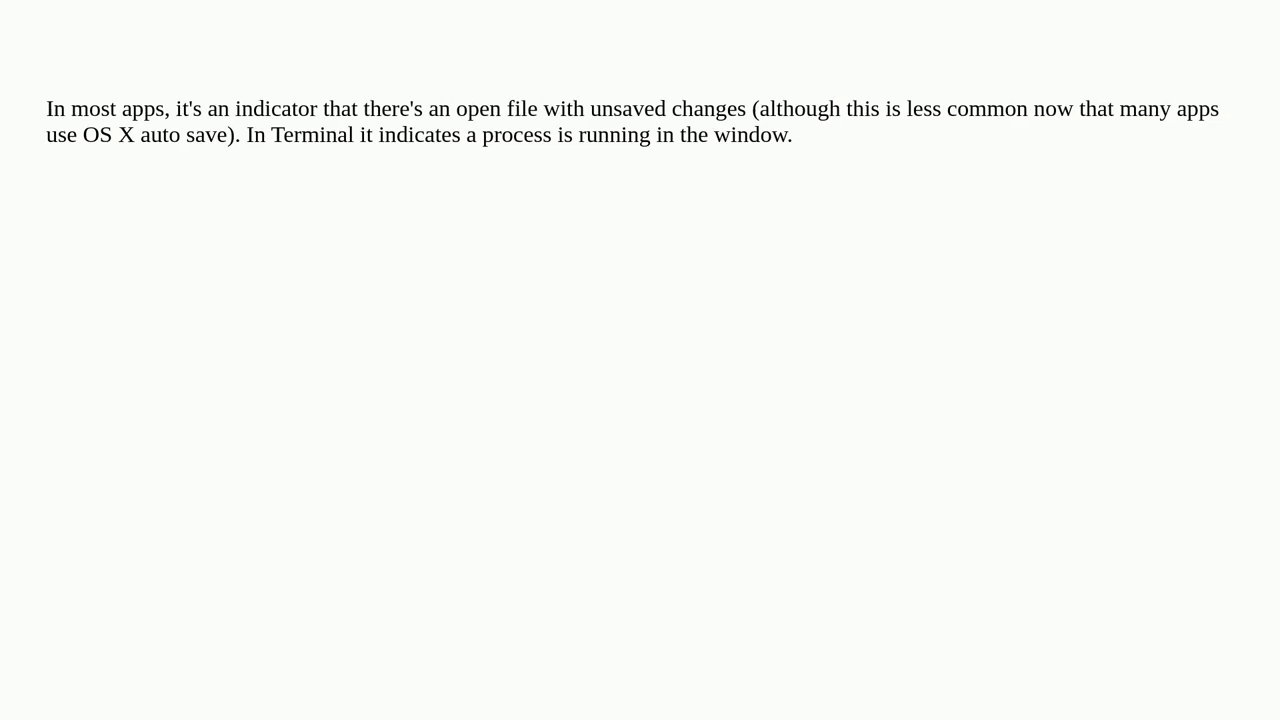 In most apps, it's an indicator that there's an open file with unsaved changes (although this is less common now that many apps
use OS X auto save). In Terminal it indicates a process is running in the window.